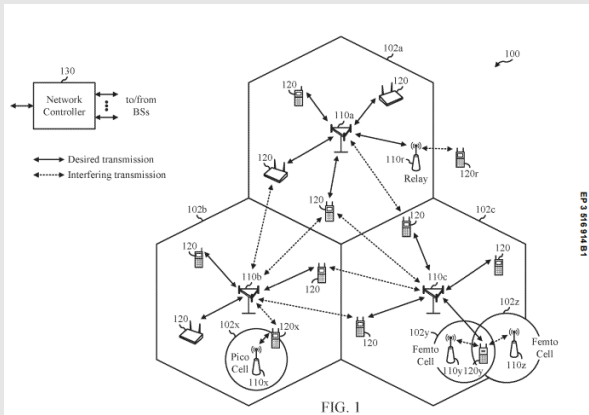 102a
100
130
Network
Controller
to/from
BSs
120
120
110a
Desired transmission
Interfering transmission
120
110r
Relay
120r
102b
120
120
102c
120
120
110b
120
110c
120
120
102x
120x
120
Pico
Cell
110x
102y
102z
Femto
Cell
Femto
Cell
110y
120y
110z
FIG. 1
EP 3 516 914 B1